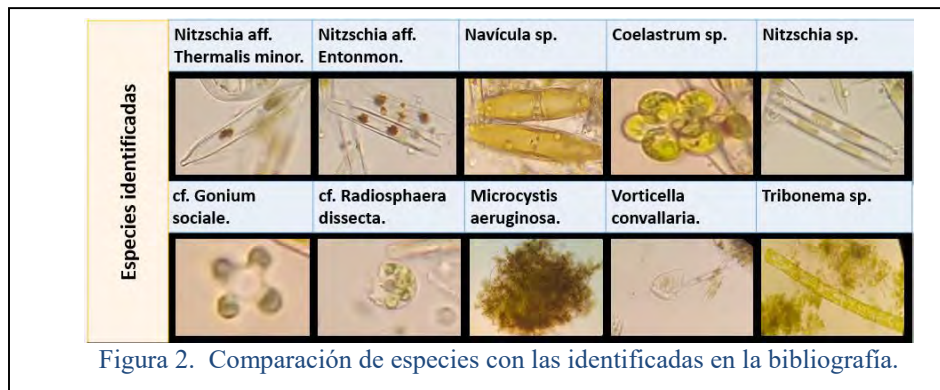 Especies identificadas
Nitzschia aff.
Thermalis minor.
Nitzschia aff.
Entonmon.
Navícula sp.
Coelastrum sp.
Nitzschia sp.
cf. Gonium
sociale.
cf. Radiosphaera
dissecta.
Microcystis
aeruginosa.
Vorticella
convallaria.
Tribonema sp.
Figura 2. Comparación de especies con las identificadas en la bibliografía.